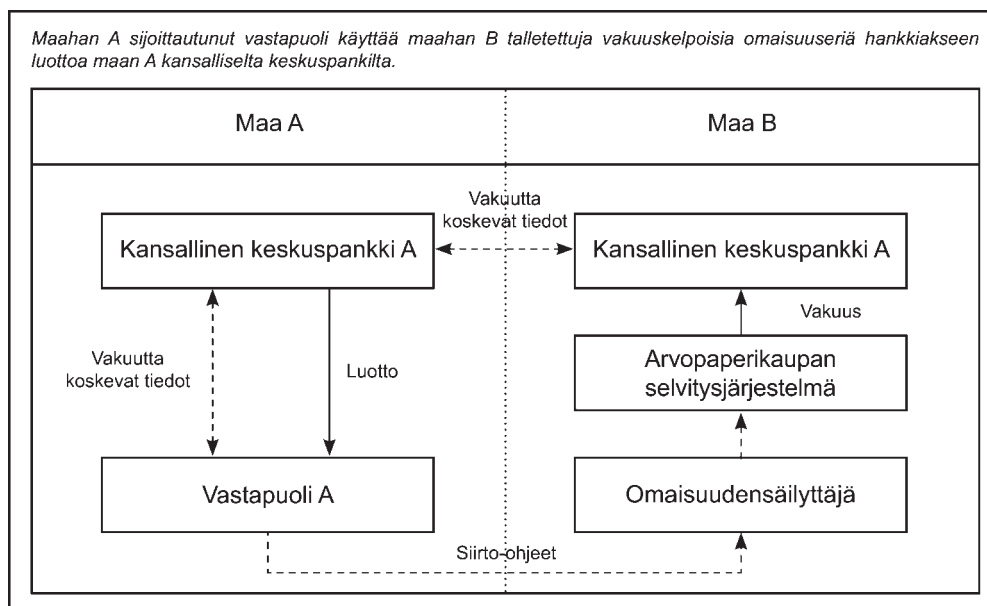 Maahan A sijoittautunut vastapuoli käyttää maahan B talletettuja vakuuskelpoisia omaisuuseriä hankkiakseen
luottoa maan A kansalliselta keskuspankilta.
Maa A
Maa B
Vakuutta
koskevat tiedot
Kansallinen keskuspankki A
Kansallinen keskuspankki A
Vakuus
Vakuutta
koskevat tiedot
Luotto
Arvopaperikaupan
selvitysjärjestelmä
Vastapuoli A
Omaisuudensäilyttäjä
Siirto-ohjeet